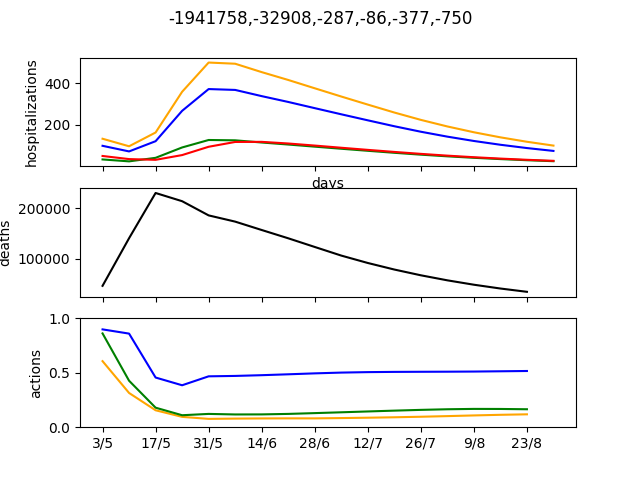 -1941758,-32908,-287,-86,-377,-750
hospitalizations
400
200
days
deaths
200000
100000
actions
1.0
0.5
0.0
3/5 17/5 31/5 14/6 28/6 12/7 26/7 9/8 23/8